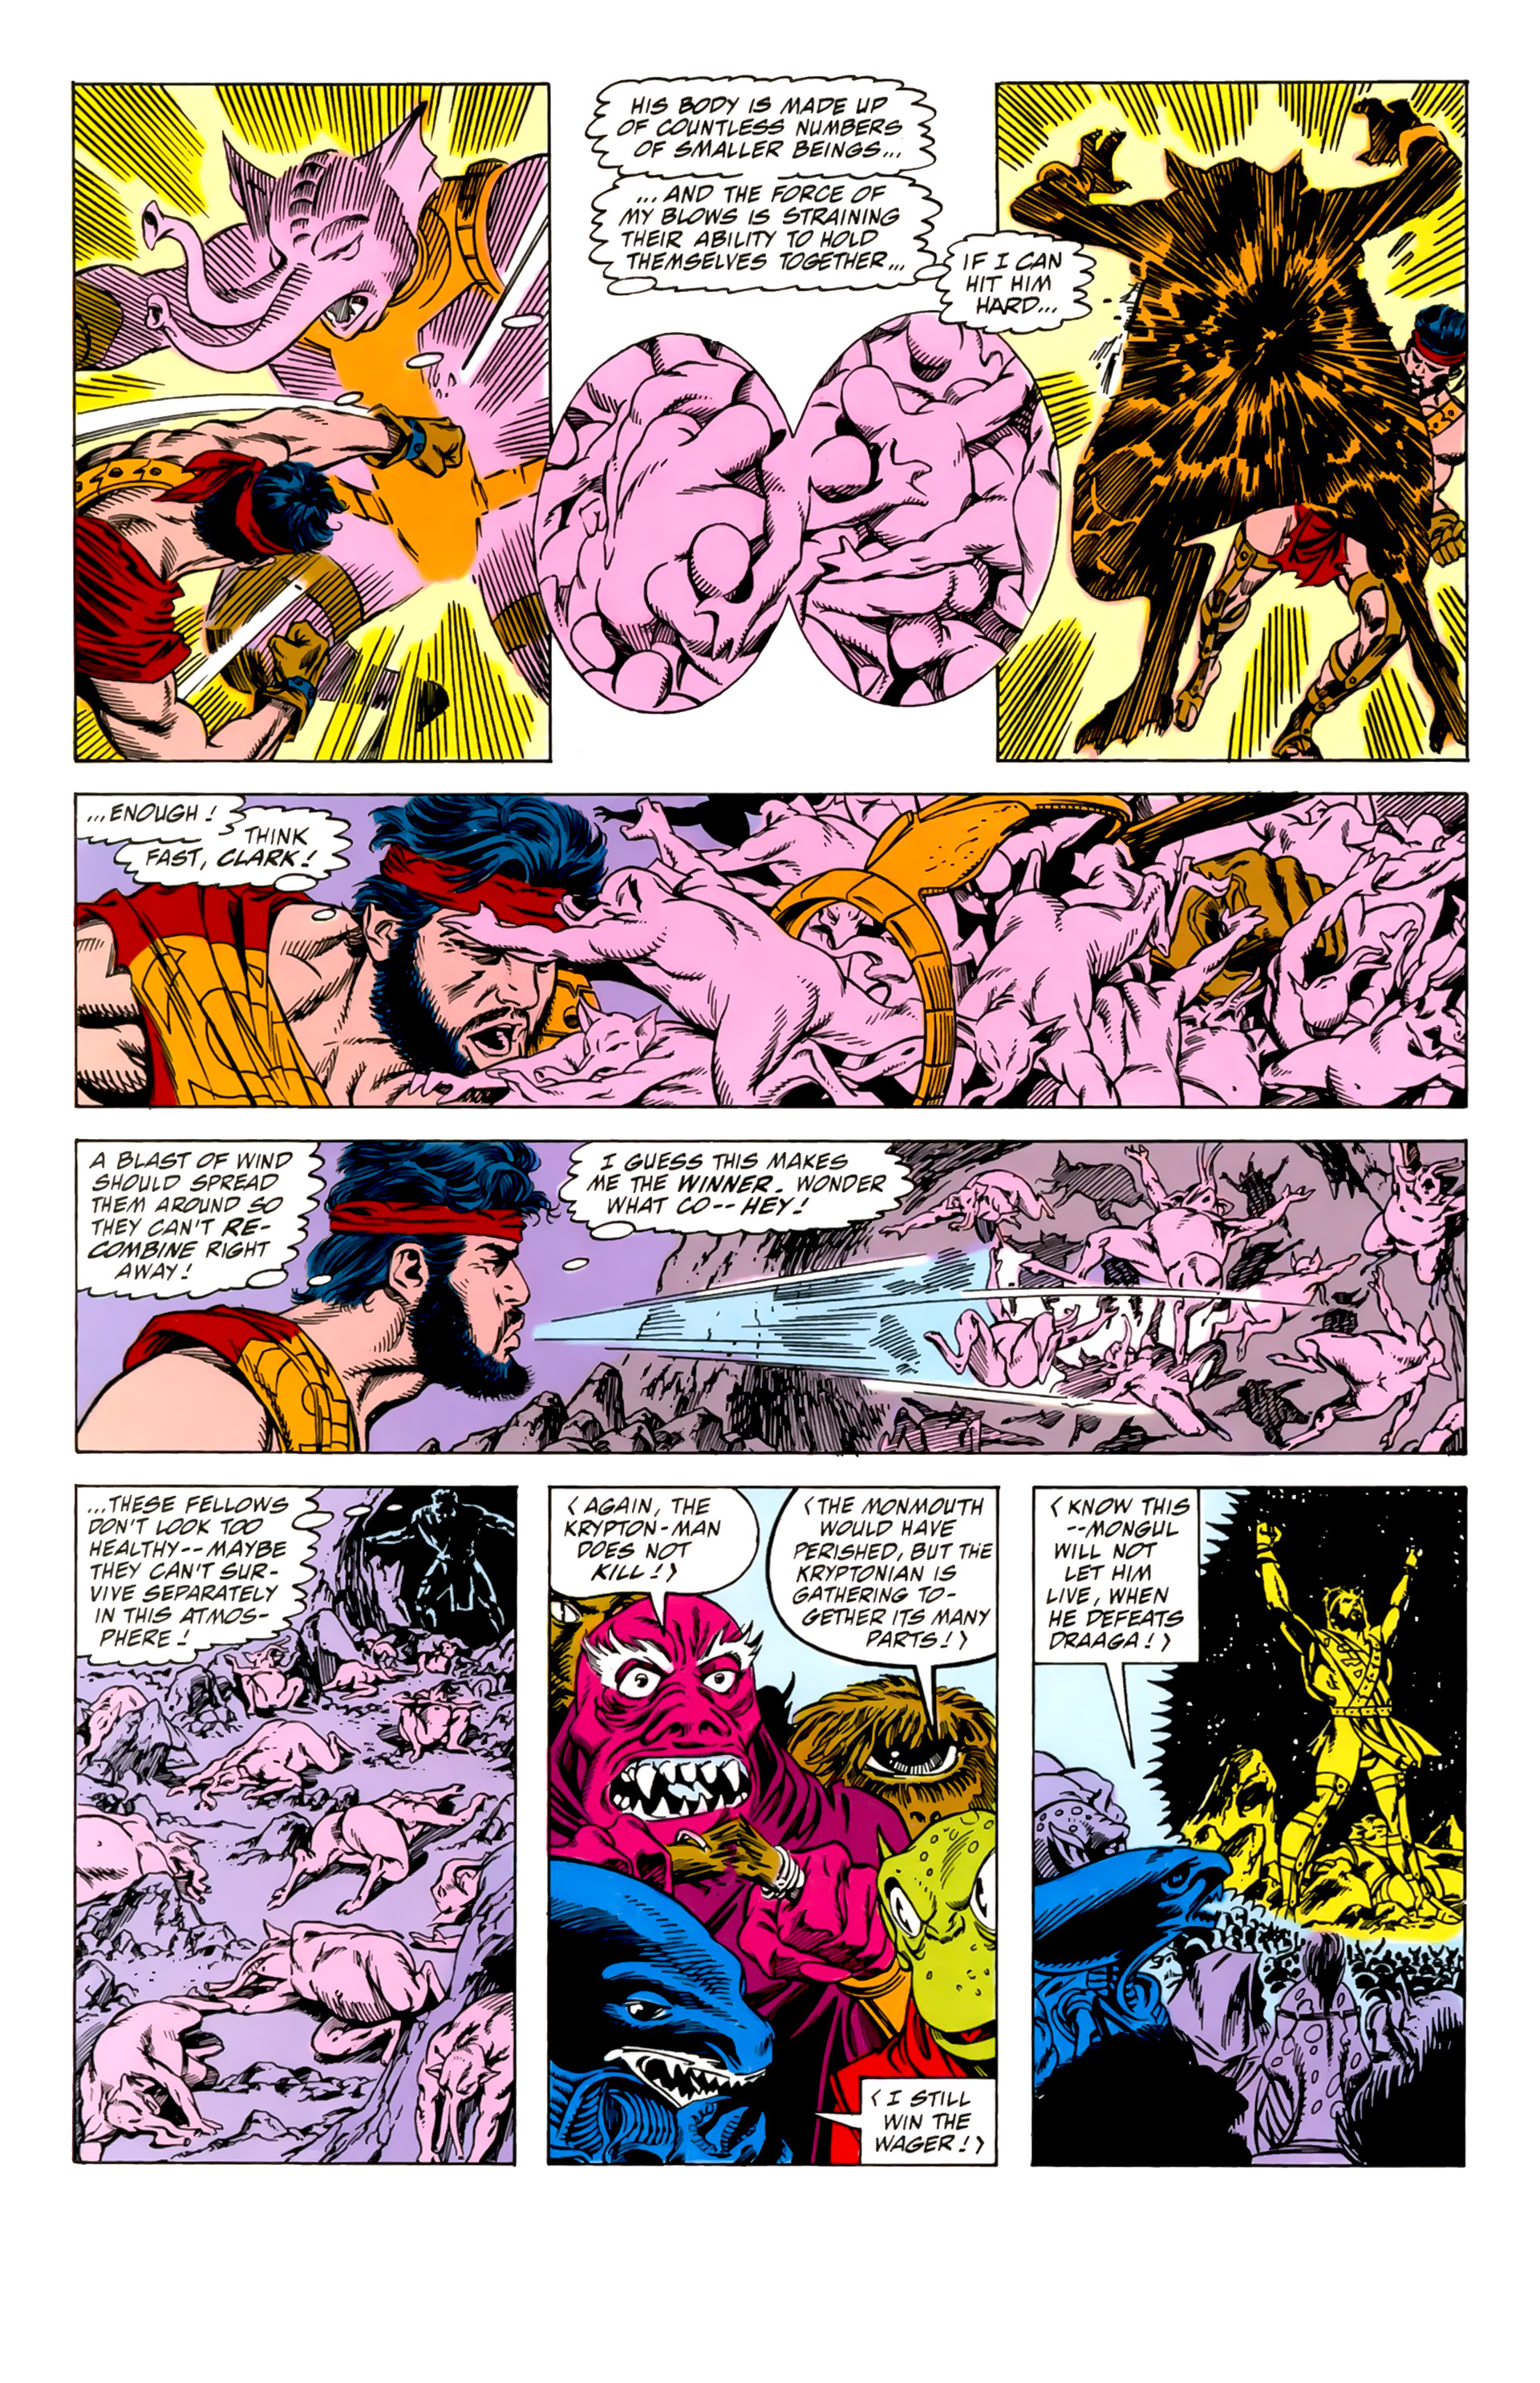 HIS BODY IS MADE UP
OF COUNTLESS NUMBERS
OF SMALLER BEINGS...
...AND THE FORCE OF
MY BLOWS IS STRAINING
THEIR ABILITY TO HOLD
THEMSELVES TOGETHER...
IF I CAN
HIT HIM
HARD...
...ENOUGH!
THINK
FAST, CLARK!
A BLAST OF WIND
SHOULD SPREAD
THEM AROUND SO
THEY CAN'T RE-
COMBINE RIGHT
AWAY!
I GUESS THIS MAKES
ME THE WINNER. WONDER
WHAT CO--HEY!
...THESE FELLOWS
DON'T LOOK TOO
HEALTHY--MAYBE
THEY CAN'T SUR-
VIVE SEPARATELY
IN THIS ATMOS-
PHERE!
<AGAIN, THE
KRYPTON-MAN
DOES NOT
KILL!>
<THE MONMOUTH
WOULD HAVE
PERISHED, BUT THE
KRYPTONIAN IS
GATHERING TO-
GETHER ITS MANY
PARTS!>
<I STILL
WIN THE
WAGER!>
<KNOW THIS
--MONGUL
WILL NOT
LET HIM
LIVE, WHEN
HE DEFEATS
DRAAGA!>